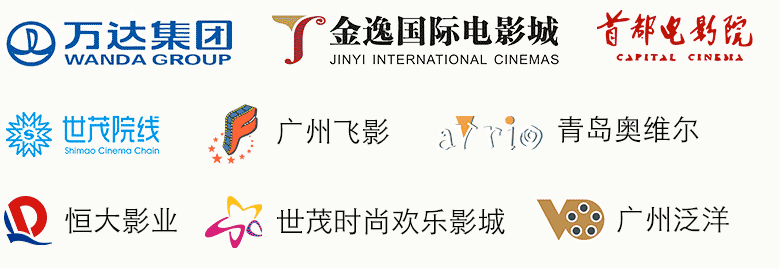 万达集团
WANDA GROUP
金逸国际电影城
JINYI INTERNATIONAL CINEMAS
首都电影院
CAPITAL CINEMA
世茂院线
Shimao Cinema Chain
广州飞影
青岛奥维尔
恒大影业
世茂时尚欢乐影城
广州泛洋